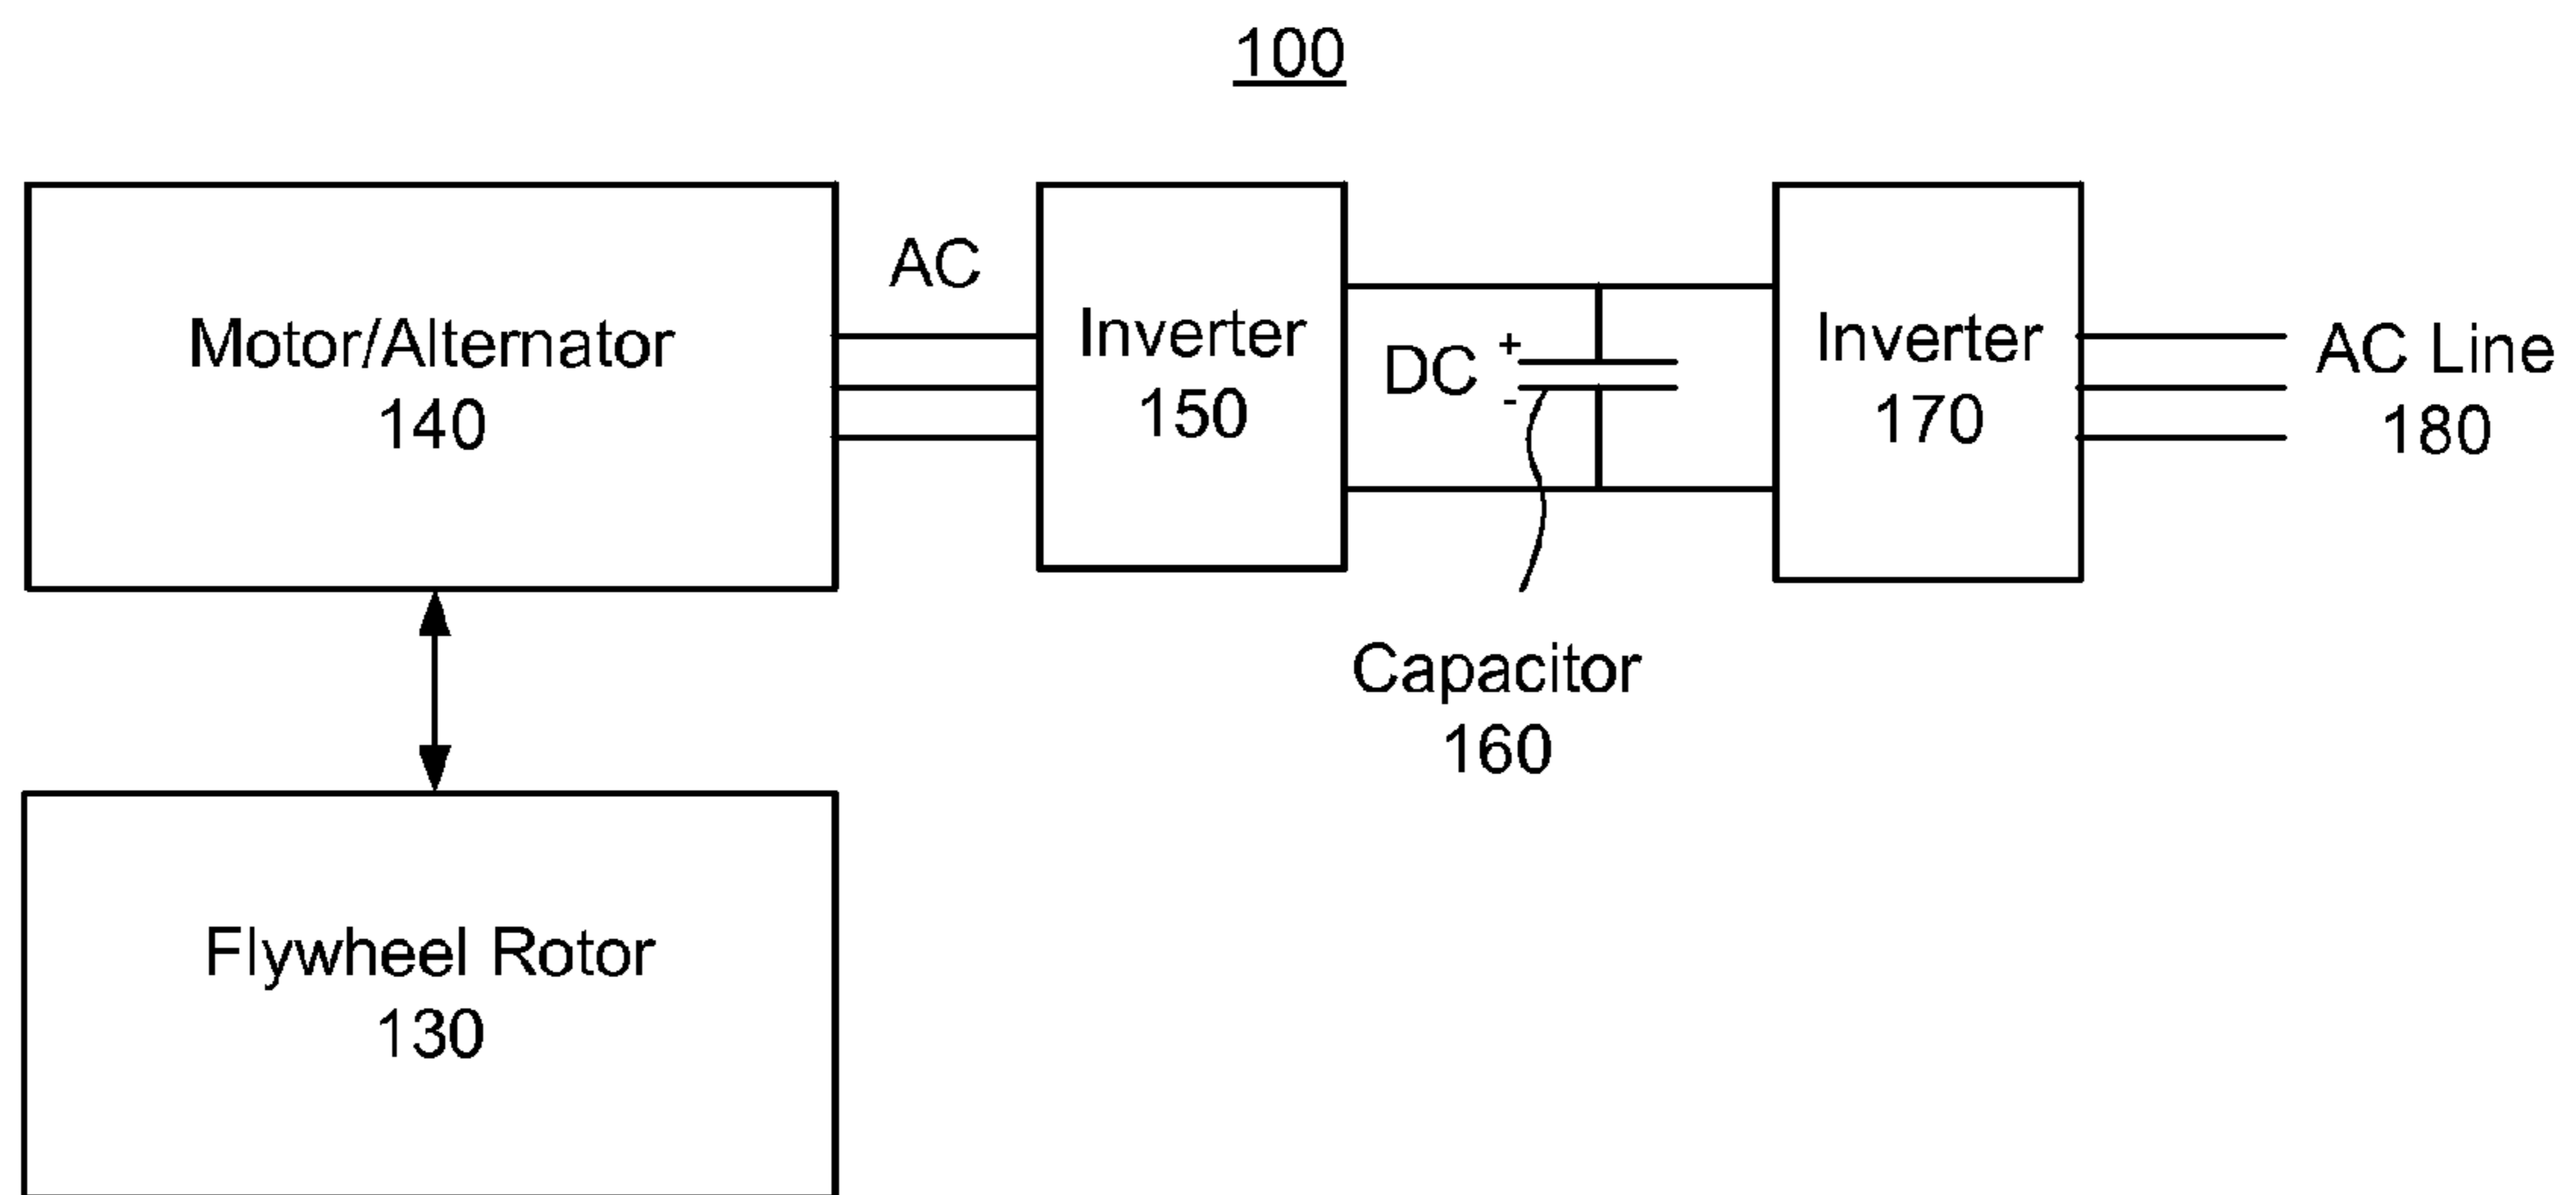 100
Motor/Alternator
140
AC
Inverter
150
DC
+
-
Capacitor
160
Inverter
170
AC Line
180
Flywheel Rotor
130